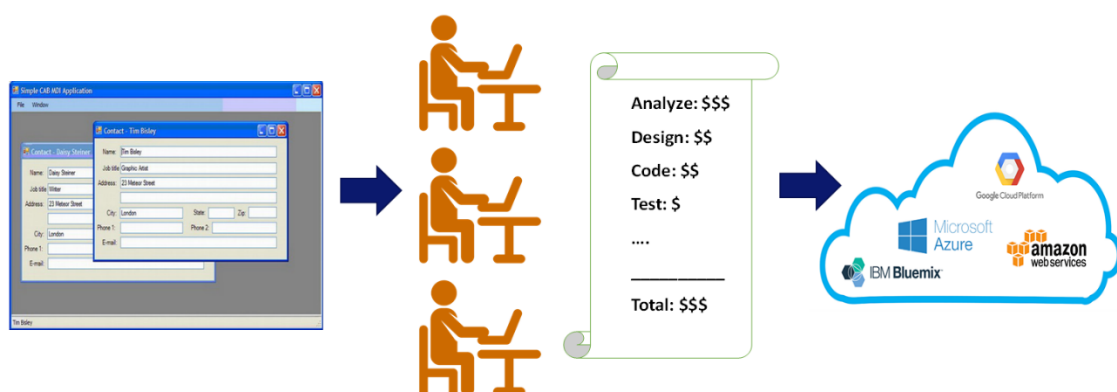 Simple CAB MDI Application
File Window
Contact - Daisy Steiner
Name: Daisy Steiner
Job title: Writer
Address: 23 Meteor Street
City: London
Phone 1:
E-mail:
Contact - Tim Bisley
Name: Tim Bisley
Job title: Graphic Artist
Address: 23 Meteor Street
City: London State: Zip:
Phone 1: Phone 2:
E-mail:
Tim Bisley
Analyze: $$$
Design: $$
Code: $$
Test: $
....
__________
Total: $$$
Google Cloud Platform
Microsoft
Azure
amazon
web services
IBM Bluemix